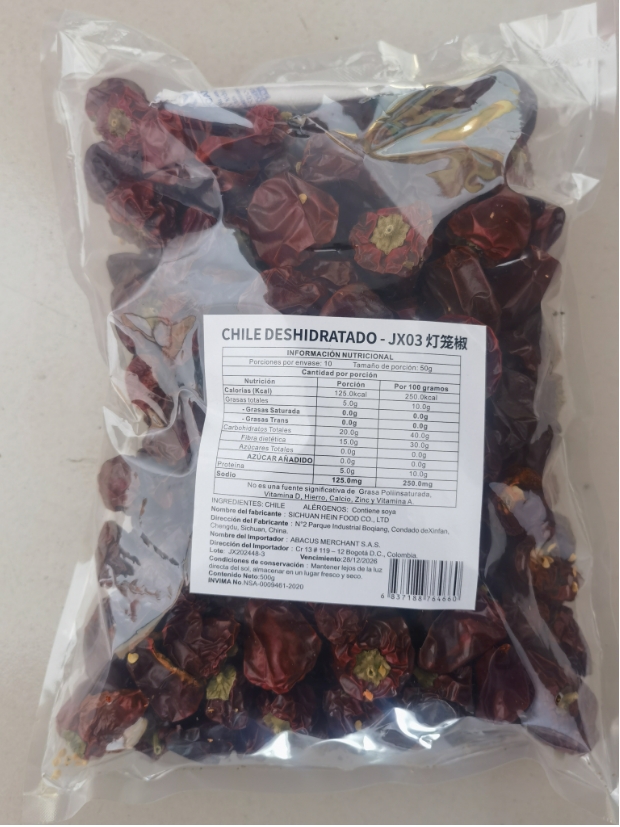 CHILE DESHIDRATADO - JX03 灯笼椒
INFORMACIÓN NUTRICIONAL
Porciones por envase: 10 Tamaño de porción: 50g
Cantidad por porción
Nutrición Porción Por 100 gramos
Calorías (Kcal) 125.0kcal 250.0kcal
Grasas totales 5.0g 10.0g
- Grasas Saturada 0.0g 0.0g
- Grasas Trans 0.0g 0.0g
Carbohidratos Totales 20.0g 40.0g
Fibra dietética 15.0g 30.0g
Azúcares Totales 0.0g 0.0g
AZÚCAR AÑADIDO 0.0g 0.0g
Proteína 5.0g 10.0g
Sodio 125.0mg 250.0mg
No es una fuente significativa de Grasa Poliinsaturada,
Vitamina D, Hierro, Calcio, Zinc y Vitamina A.
INGREDIENTES: CHILE ALÉRGENOS: Contiene soya
Nombre del fabricante : SICHUAN HEIN FOOD CO., LTD
Dirección del Fabricante : N°2 Parque Industrial Boqiang, Condado deXinfan,
Chengdu, Sichuan, China.
Nombre del Importador : ABACUS MERCHANT S.A.S.
Dirección del Importador : Cr 13 # 119 – 12 Bogotá D.C., Colombia.
Lote: JX202448-3 Vencimiento:28/12/2026
Condiciones de conservación : Mantener lejos de la luz
directa del sol, almacenar en un lugar fresco y seco.
Contenido Neto:500g
INVIMA No.NSA-0009461-2020
6 837188 764660